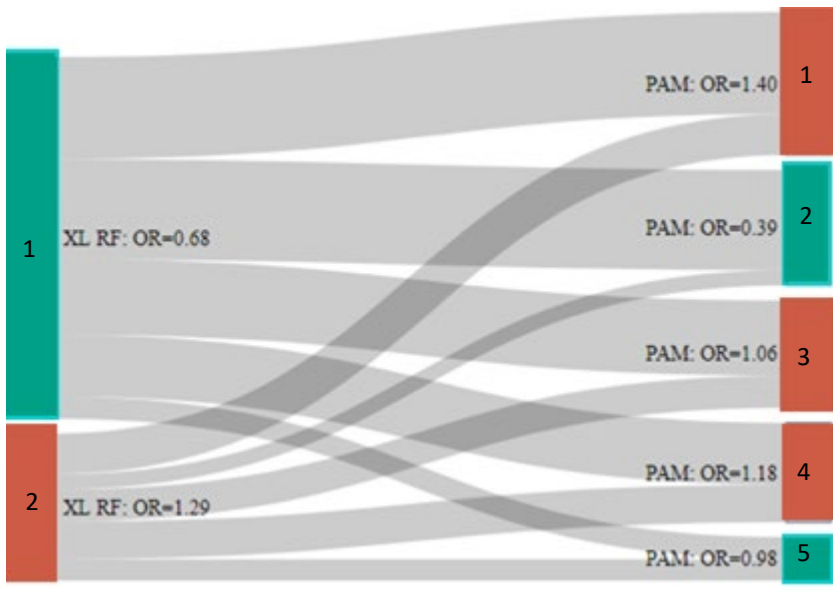 1
PAM: OR=1.40
1
XL RF: OR=0.68
PAM: OR=0.39
2
1
PAM: OR=1.06
3
2
XL RF: OR=1.29
PAM: OR=1.18
4
PAM: OR=0.98
5